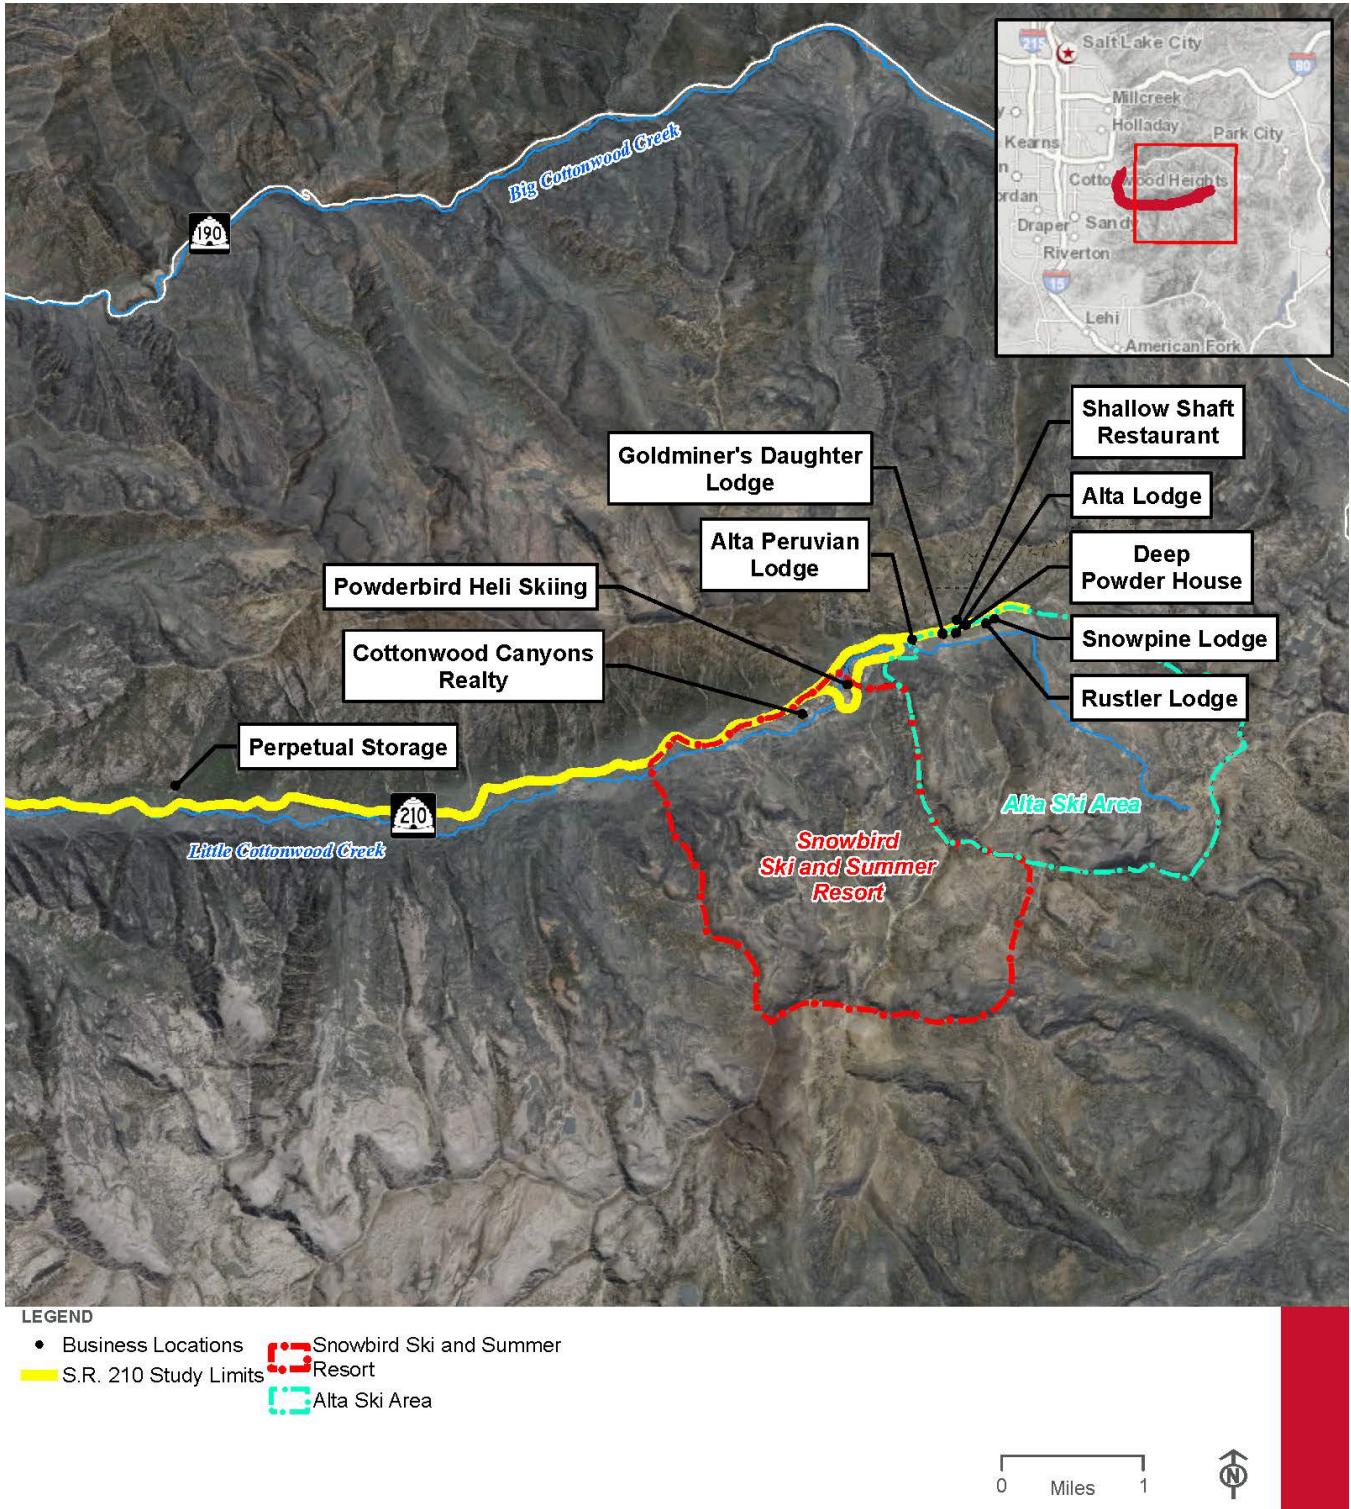 215
Salt Lake City
80
Millcreek
Holladay
Park City
Kearns
Cottonwood Heights
Draper
Sandy
Riverton
15
Lehi
American Fork
Big Cottonwood Creek
190
Shallow Shaft
Restaurant
Goldminer's Daughter
Lodge
Alta Lodge
Alta Peruvian
Lodge
Deep
Powder House
Powderbird Heli Skiing
Snowpine Lodge
Cottonwood Canyons
Realty
Rustler Lodge
Perpetual Storage
210
Little Cottonwood Creek
Alta Ski Area
Snowbird
Ski and Summer
Resort
LEGEND
Business Locations
S.R. 210 Study Limits
Snowbird Ski and Summer
Resort
Alta Ski Area
0 Miles 1
N